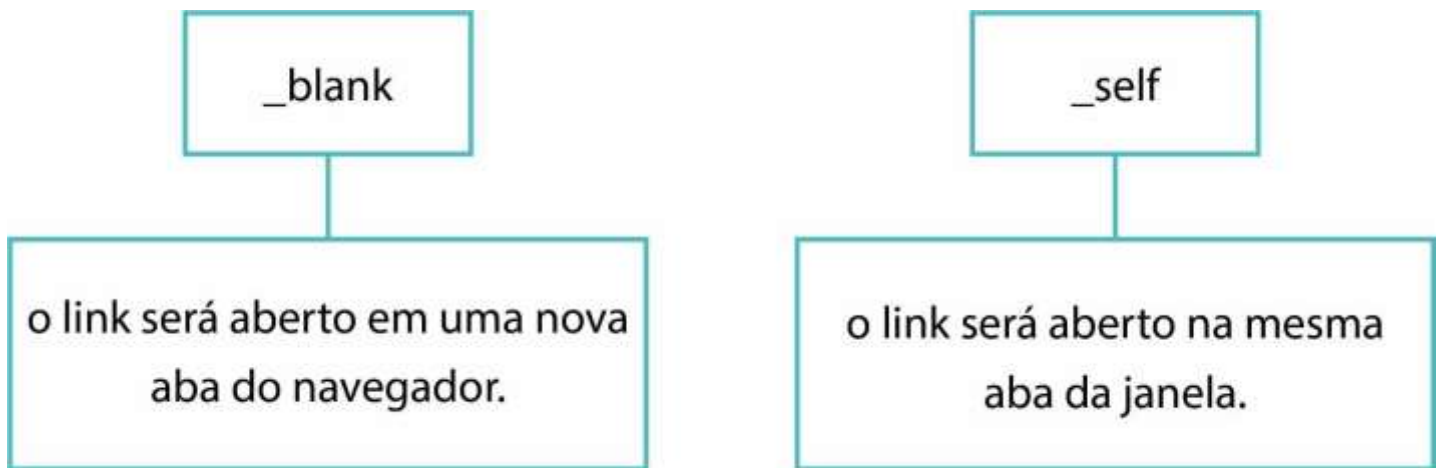 _blank
o link será aberto em uma nova
aba do navegador.
_self
o link será aberto na mesma
aba da janela.